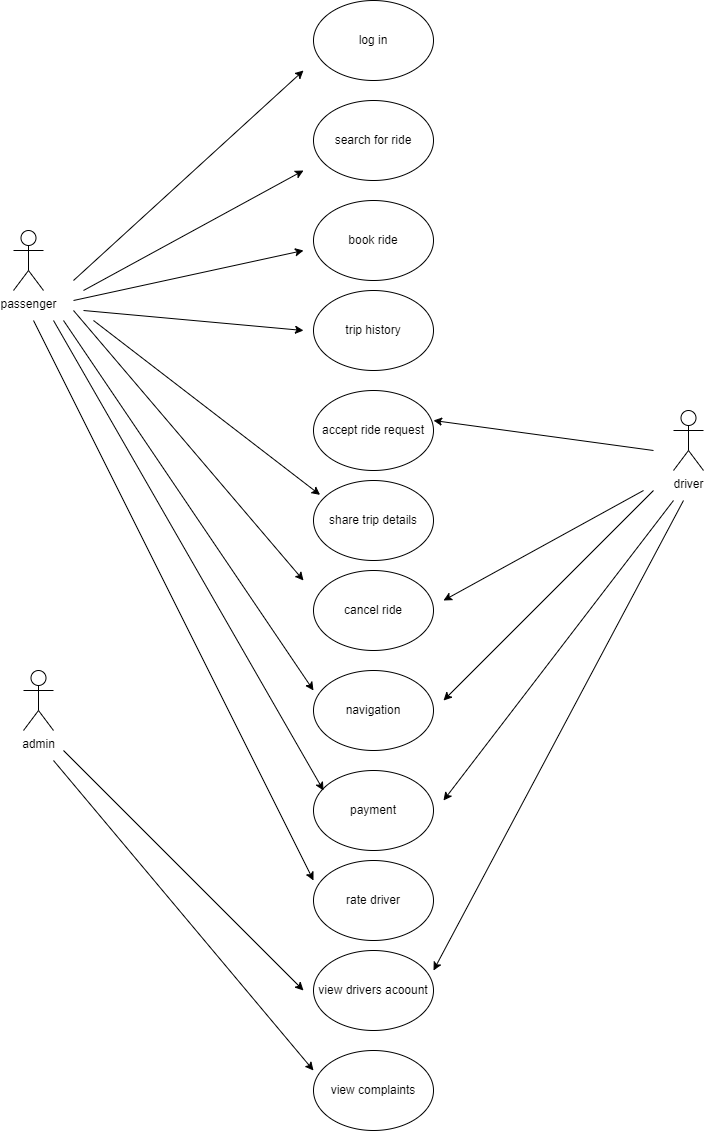 log in
search for ride
book ride
passenger
trip history
accept ride request
driver
share trip details
cancel ride
navigation
admin
payment
rate driver
view drivers acoount
view complaints